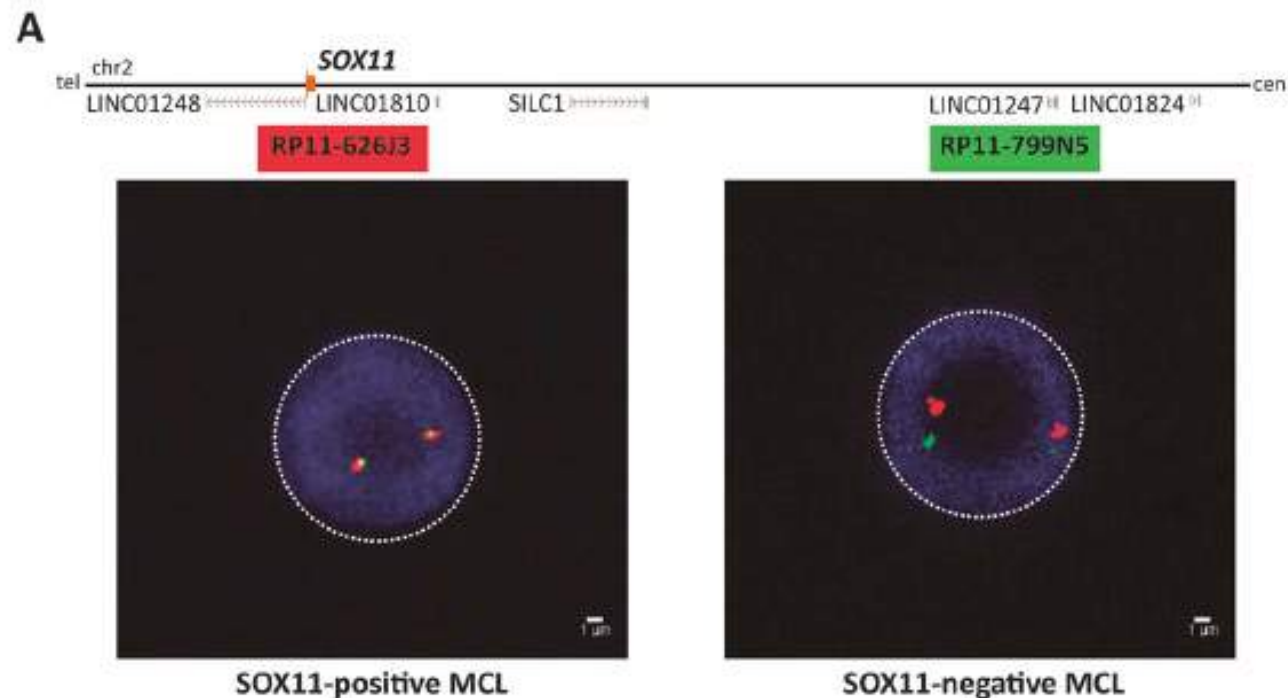 A
SOX11
tel chr2 cen
LINC01248 LINC01810 SILC1 LINC01247 LINC01824
RP11-626J3 RP11-799N5
1 µm 1 µm
SOX11-positive MCL SOX11-negative MCL